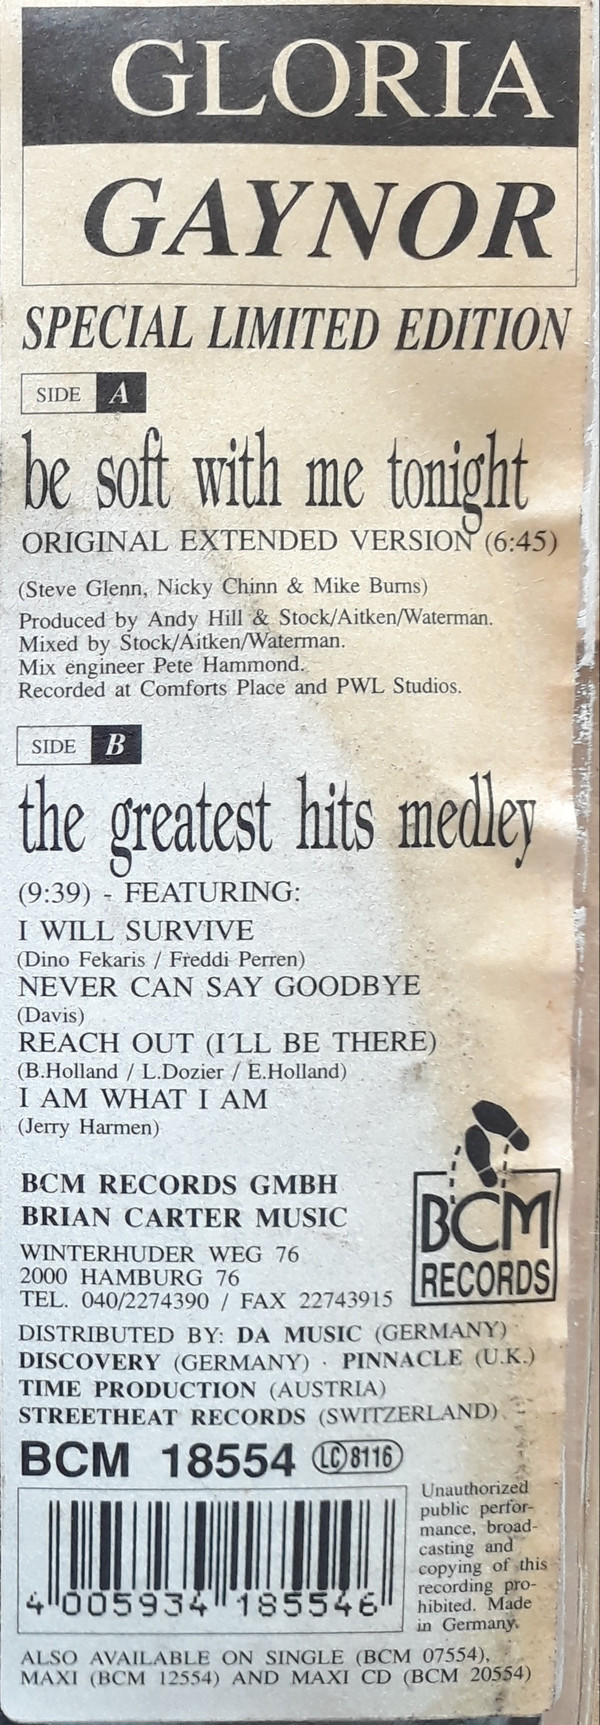 GLORIA
GAYNOR
SPECIAL LIMITED EDITION
SIDE A
be soft with me tonight
ORIGINAL EXTENDED VERSION (6:45)
(Steve Glenn, Nicky Chinn & Mike Burns)
Produced by Andy Hill & Stock/Aitken/Waterman.
Mixed by Stock/Aitken/Waterman.
Mix engineer Pete Hammond.
Recorded at Comforts Place and PWL Studios.
SIDE B
the greatest hits medley
(9:39) - FEATURING:
I WILL SURVIVE
(Dino Fekaris / Freddi Perren)
NEVER CAN SAY GOODBYE
(Davis)
REACH OUT (I´LL BE THERE)
(B.Holland / L.Dozier / E.Holland)
I AM WHAT I AM
(Jerry Harmen)
BCM RECORDS GMBH
BRIAN CARTER MUSIC
WINTERHUDER WEG 76
2000 HAMBURG 76
TEL. 040/2274390 / FAX 22743915
BCM
RECORDS
DISTRIBUTED BY: DA MUSIC (GERMANY)
DISCOVERY (GERMANY) · PINNACLE (U.K.)
TIME PRODUCTION (AUSTRIA)
STREETHEAT RECORDS (SWITZERLAND)
BCM 18554 LC 8116
4 005934 185546
Unauthorized
public perfor-
mance, broad-
casting and
copying of this
recording pro-
hibited. Made
in Germany.
ALSO AVAILABLE ON SINGLE (BCM 07554),
MAXI (BCM 12554) AND MAXI CD (BCM 20554)